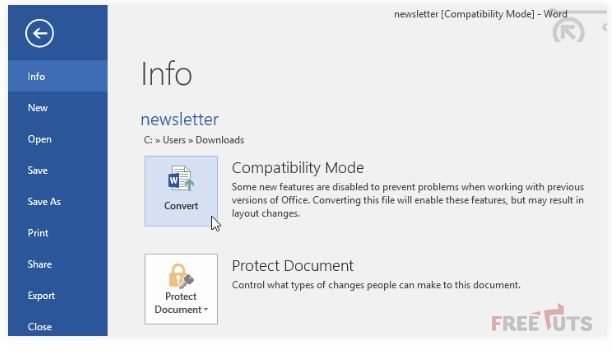 newsletter [Compatibility Mode] - Word
Info
New
Open
Save
Save As
Print
Share
Export
Close
Info
newsletter
C: » Users » Downloads
Convert
Compatibility Mode
Some new features are disabled to prevent problems when working with previous
versions of Office. Converting this file will enable these features, but may result in
layout changes.
Protect
Document
Protect Document
Control what types of changes people can make to this document.
FREETUTS